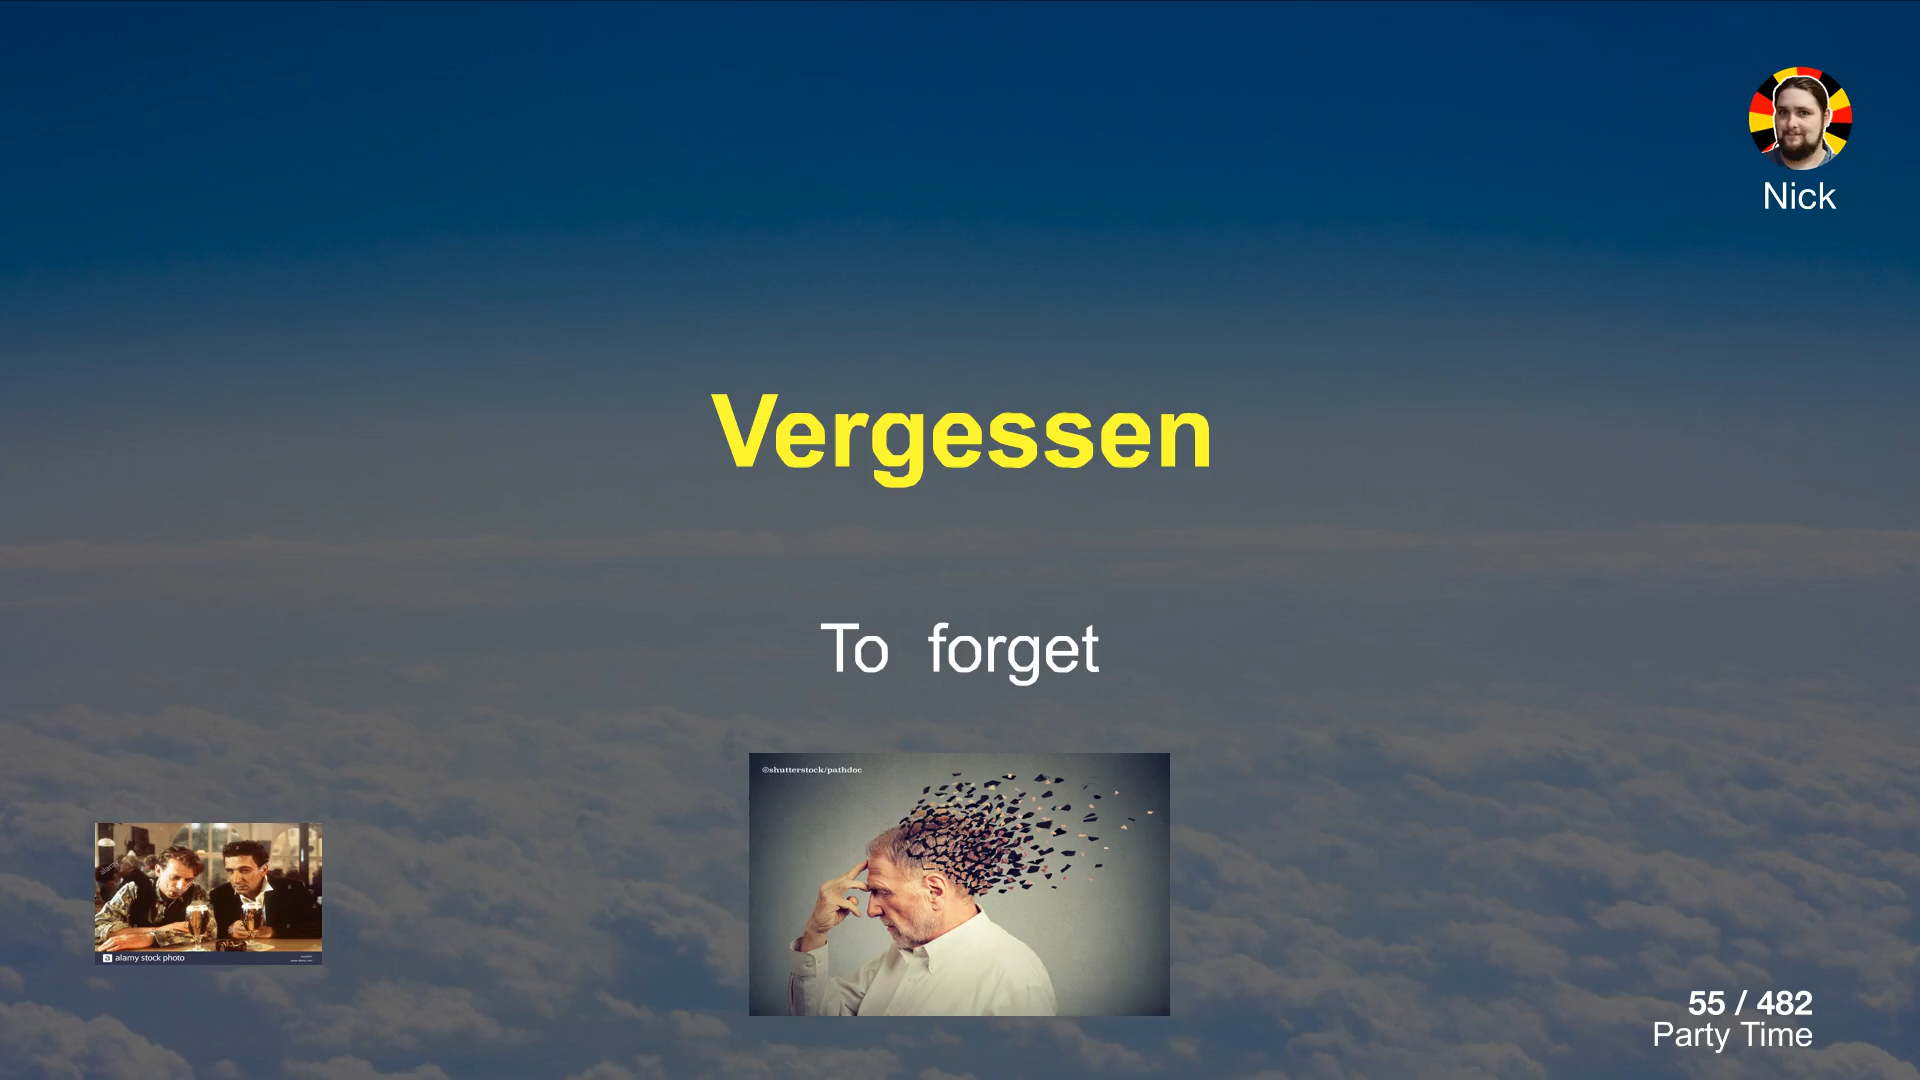 Nick
Vergessen
To forget
©shutterstock/pathdoc
a alamy stock photo
55 / 482
Party Time